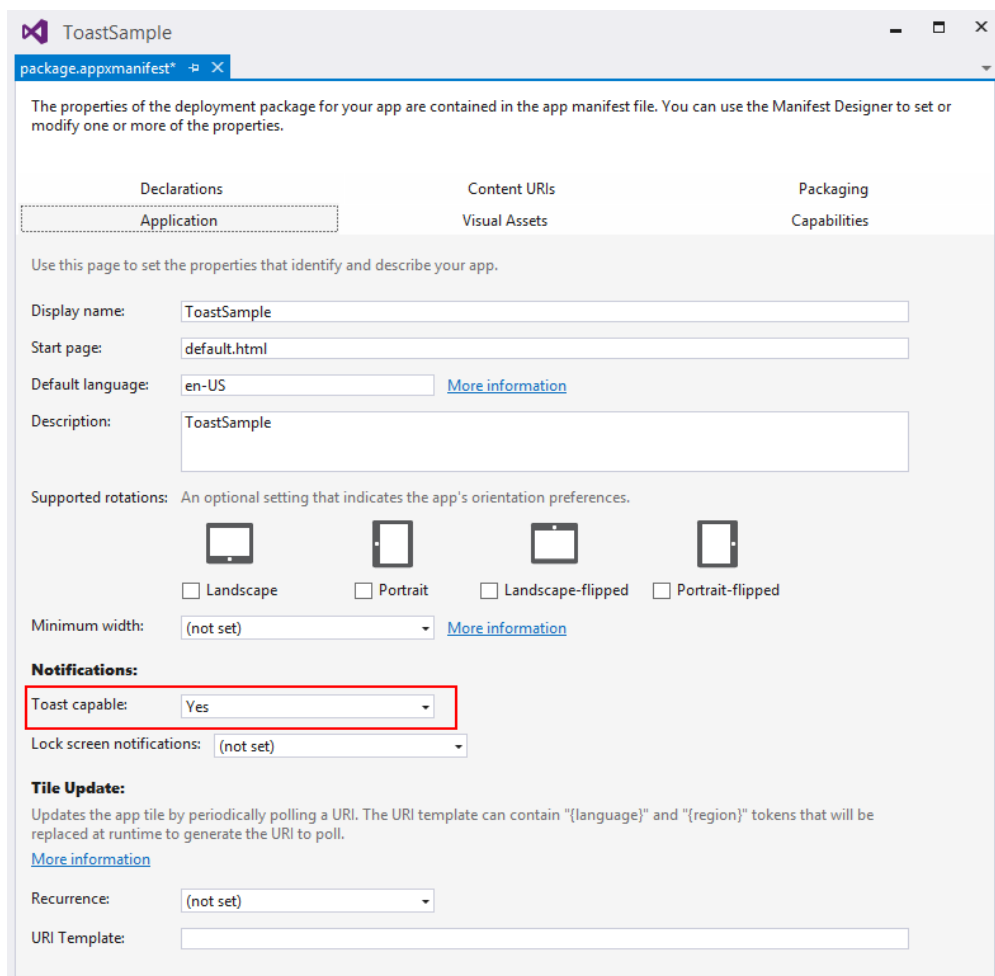 ToastSample
package.appxmanifest*
The properties of the deployment package for your app are contained in the app manifest file. You can use the Manifest Designer to set or
modify one or more of the properties.
Declarations Content URIs Packaging
Application Visual Assets Capabilities
Use this page to set the properties that identify and describe your app.
Display name: ToastSample
Start page: default.html
Default language: en-US More information
Description: ToastSample
Supported rotations: An optional setting that indicates the app's orientation preferences.
Landscape Portrait Landscape-flipped Portrait-flipped
Minimum width: (not set) More information
Notifications:
Toast capable: Yes
Lock screen notifications: (not set)
Tile Update:
Updates the app tile by periodically polling a URI. The URI template can contain "{language}" and "{region}" tokens that will be
replaced at runtime to generate the URI to poll.
More information
Recurrence: (not set)
URI Template: